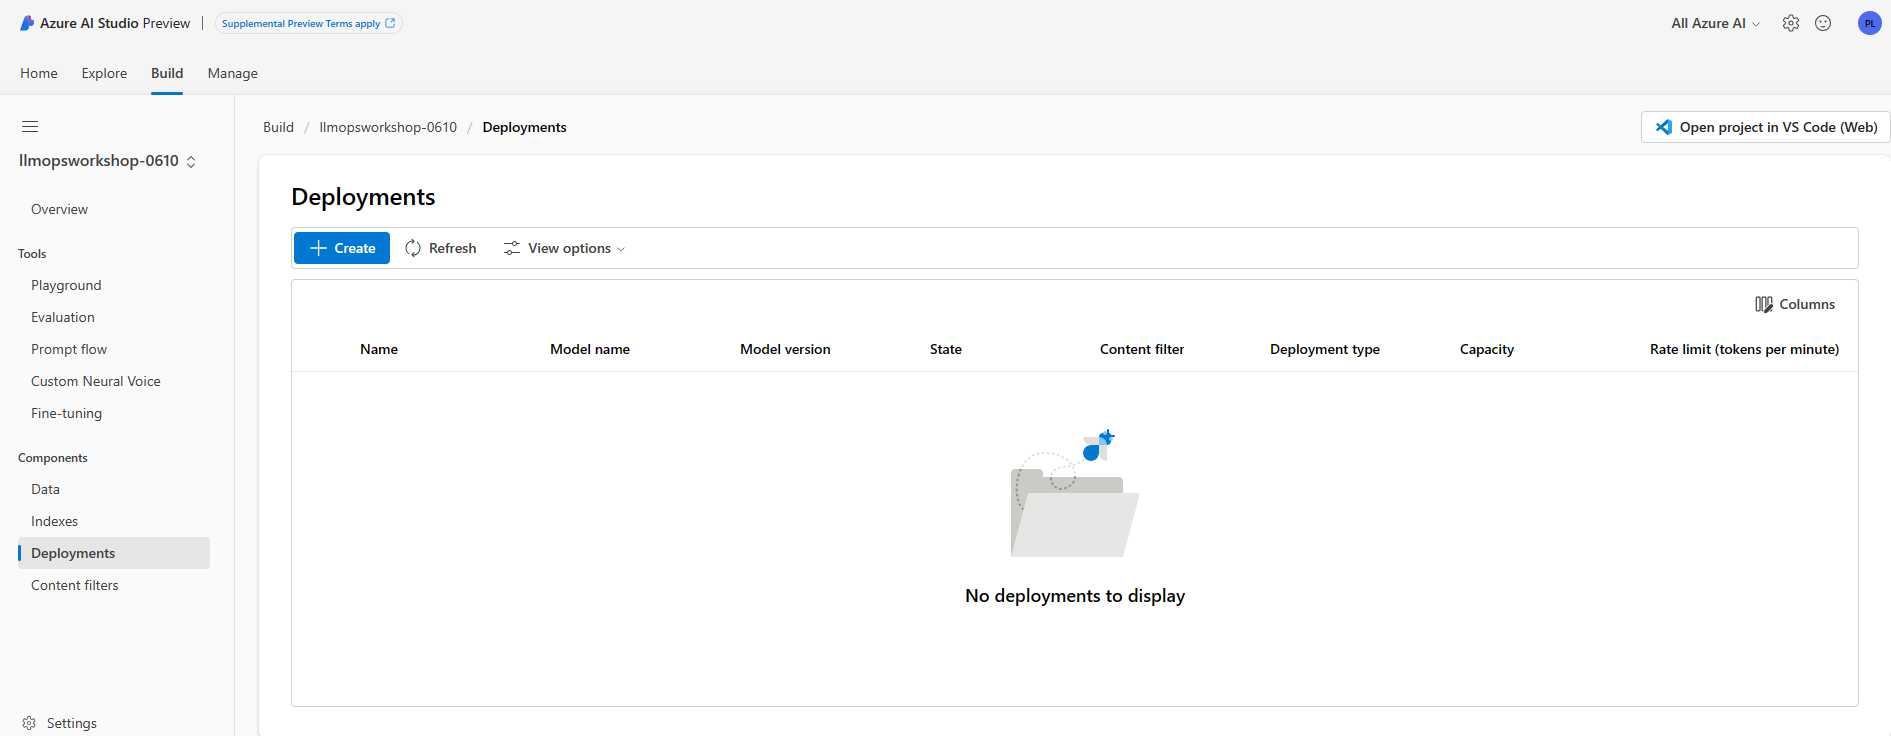 Azure AI Studio Preview | Supplemental Preview Terms apply
All Azure AI
PL
Home Explore Build Manage
Build / llmopsworkshop-0610 / Deployments
Open project in VS Code (Web)
llmopsworkshop-0610
Overview
Tools
Playground
Evaluation
Prompt flow
Custom Neural Voice
Fine-tuning
Components
Data
Indexes
Deployments
Content filters
Settings
Deployments
Create Refresh View options
Columns
Name Model name Model version State Content filter Deployment type Capacity Rate limit (tokens per minute)
No deployments to display